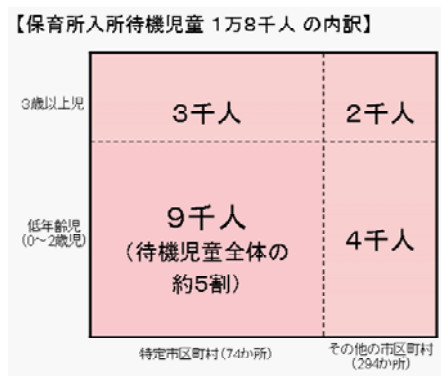 【保育所入所待機児童 1万8千人 の内訳】
3歳以上児
3千人
2千人
低年齢児
(0～2歳児)
9千人
(待機児童全体の
約5割)
4千人
特定市区町村(74か所)
その他の市区町村
(294か所)